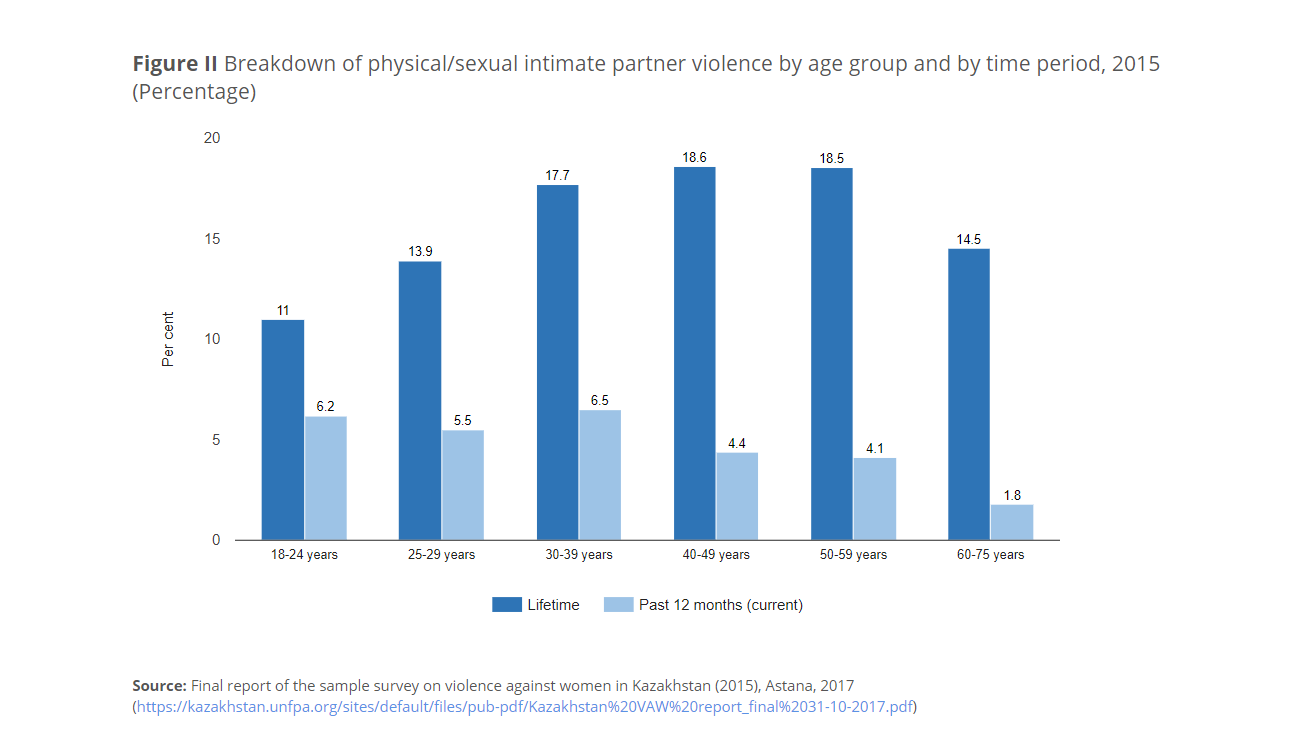 Figure II Breakdown of physical/sexual intimate partner violence by age group and by time period, 2015
(Percentage)
20
15
10
5
0
Per cent
11
6.2
13.9
5.5
17.7
6.5
18.6
4.4
18.5
4.1
14.5
1.8
18-24 years
25-29 years
30-39 years
40-49 years
50-59 years
60-75 years
Lifetime
Past 12 months (current)
Source: Final report of the sample survey on violence against women in Kazakhstan (2015), Astana, 2017
(https://kazakhstan.unfpa.org/sites/default/files/pub-pdf/Kazakhstan%20VAW%20report_final%2031-10-2017.pdf)